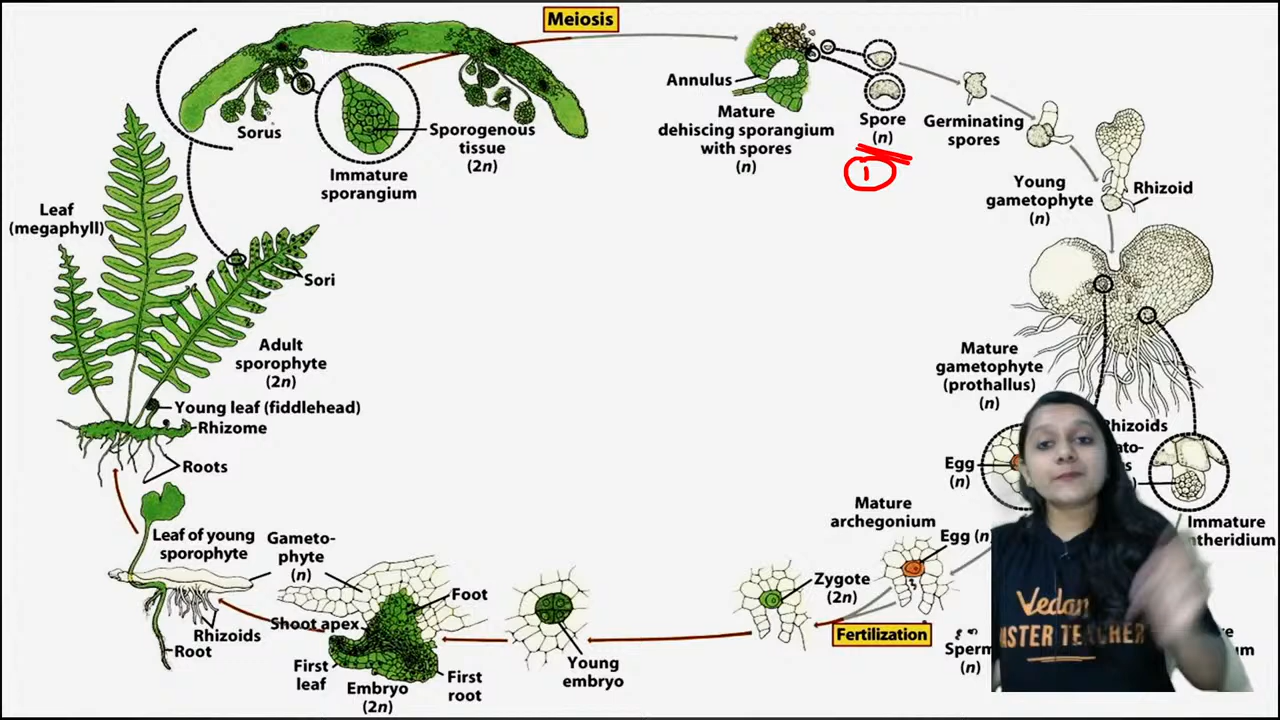 Meiosis
Annulus
Mature
dehiscing sporangium
with spores
(n)
Spore
(n)
1
Germinating
spores
Sorus
Sporogenous
tissue
(2n)
Immature
sporangium
Young
gametophyte
(n)
Rhizoid
Leaf
(megaphyll)
Sori
Adult
sporophyte
(2n)
Mature
gametophyte
(prothallus)
(n)
Young leaf (fiddlehead)
Rhizome
Rhizoids
Roots
Egg
(n)
Mature
archegonium
Egg (n)
Immature
Leaf of young
sporophyte
Gameto-
phyte
(n)
Zygote
(2n)
Foot
Shoot apex
Fertilization
Rhizoids
Root
First
leaf
Embryo
(2n)
First
root
Young
embryo
Sperm
(n)